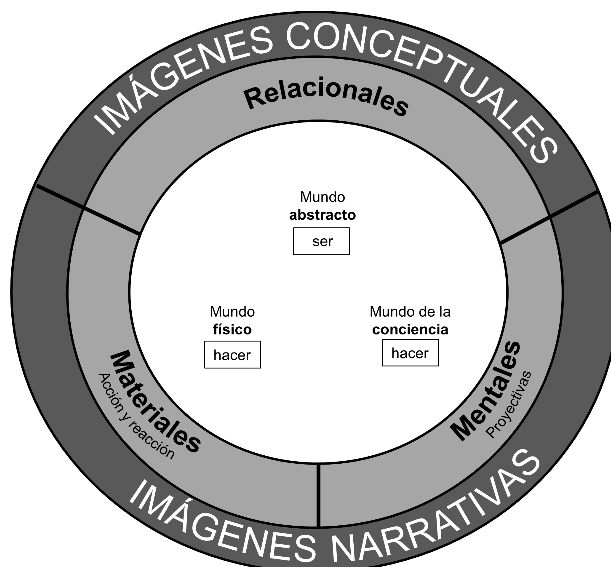 IMÁGENES CONCEPTUALES
Relacionales
Mundo
abstracto
ser
Mundo
físico
hacer
Mundo de la
conciencia
hacer
Materiales
Acción y reacción
Mentales
Proyectivas
IMÁGENES NARRATIVAS